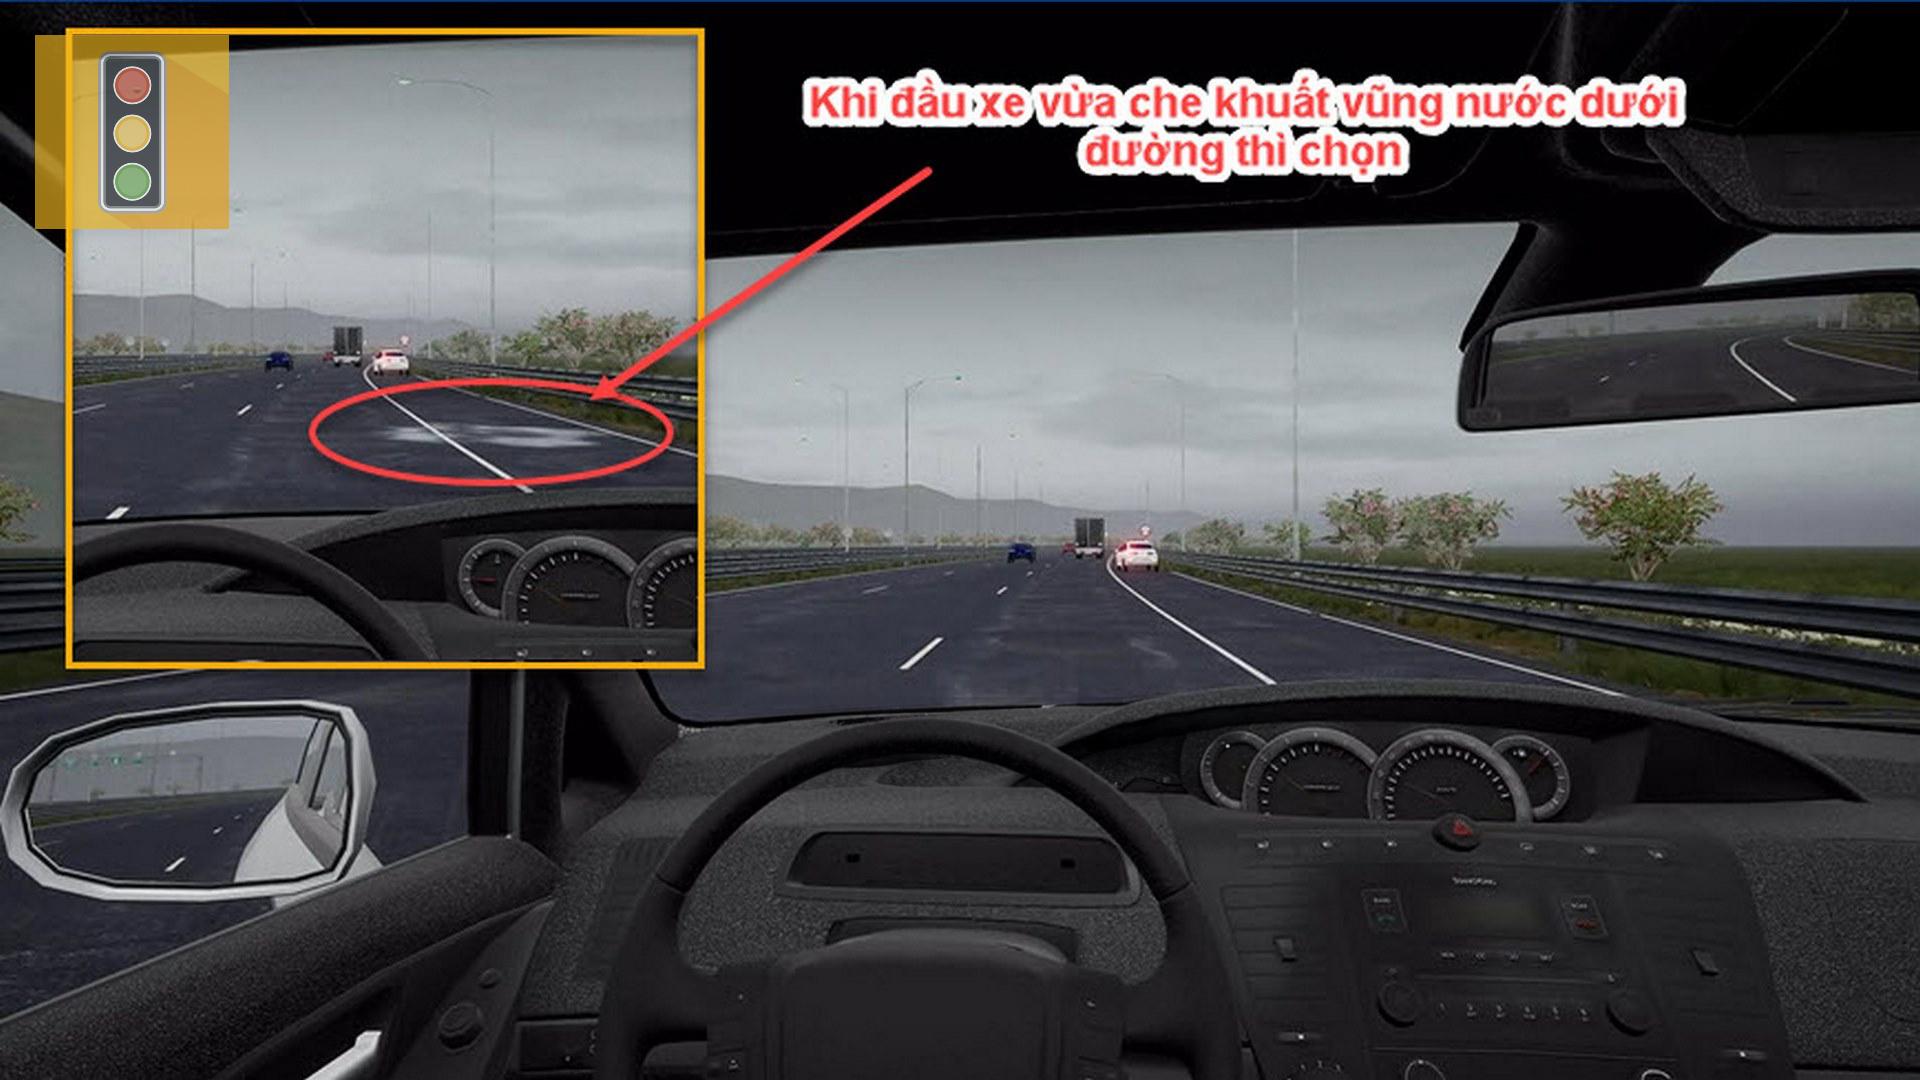 Khi đầu xe vừa che khuất vũng nước dưới
đường thì chọn